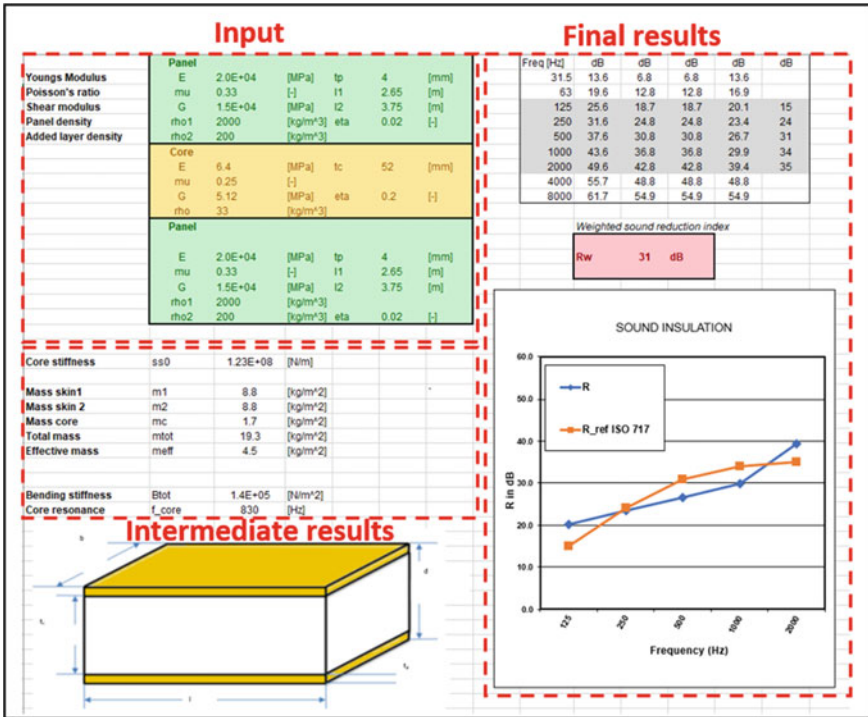 Input
Panel
Youngs Modulus E 2.0E+04 [MPa] tp 4 [mm]
Poisson's ratio mu 0.33 [-] l1 2.65 [m]
Shear modulus G 1.5E+04 [MPa] l2 3.75 [m]
Panel density rho1 2000 [kg/m^3] eta 0.02 [-]
Added layer density rho2 200 [kg/m^3]
Core
E 6.4 [MPa] tc 52 [mm]
mu 0.25 [-]
G 5.12 [MPa] eta 0.2 [-]
rho 33 [kg/m^3]
Panel
E 2.0E+04 [MPa] tp 4 [mm]
mu 0.33 [-] l1 2.65 [m]
G 1.5E+04 [MPa] l2 3.75 [m]
rho1 2000 [kg/m^3]
rho2 200 [kg/m^3] eta 0.02 [-]
Core stiffness ss0 1.23E+08 [N/m]
Mass skin1 m1 8.8 [kg/m^2]
Mass skin 2 m2 8.8 [kg/m^2]
Mass core mc 1.7 [kg/m^2]
Total mass mtot 19.3 [kg/m^2]
Effective mass meff 4.5 [kg/m^2]
Bending stiffness Btot 1.4E+05 [N/m^2]
Core resonance f_core 830 [Hz]
Intermediate results
b
d
l
Final results
Freq [Hz] dB dB dB dB dB
31.5 13.6 6.8 6.8 13.6
63 19.6 12.8 12.8 16.9
125 25.6 18.7 18.7 20.1 15
250 31.6 24.8 24.8 23.4 24
500 37.6 30.8 30.8 26.7 31
1000 43.6 36.8 36.8 29.9 34
2000 49.6 42.8 42.8 39.4 35
4000 55.7 48.8 48.8 48.8
8000 61.7 54.9 54.9 54.9
Weighted sound reduction index
Rw 31 dB
SOUND INSULATION
60.0
50.0
40.0
30.0
20.0
10.0
0.0
R in dB
R
R_ref ISO 717
125 250 500 1000 2000
Frequency (Hz)